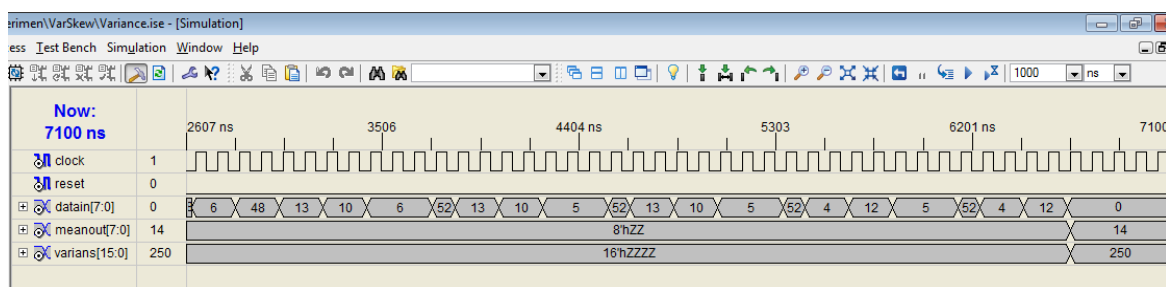 erimen\VarSkew\Variance.ise - [Simulation]
ess Test Bench Simulation Window Help
1000 ns
Now:
7100 ns
2607 ns 3506 4404 ns 5303 6201 ns 7100
clock 1
reset 0
datain[7:0] 0 6 48 13 10 6 52 13 10 5 52 13 10 5 52 4 12 5 52 4 12 0
meanout[7:0] 14 8'hZZ 14
varians[15:0] 250 16'hZZZZ 250